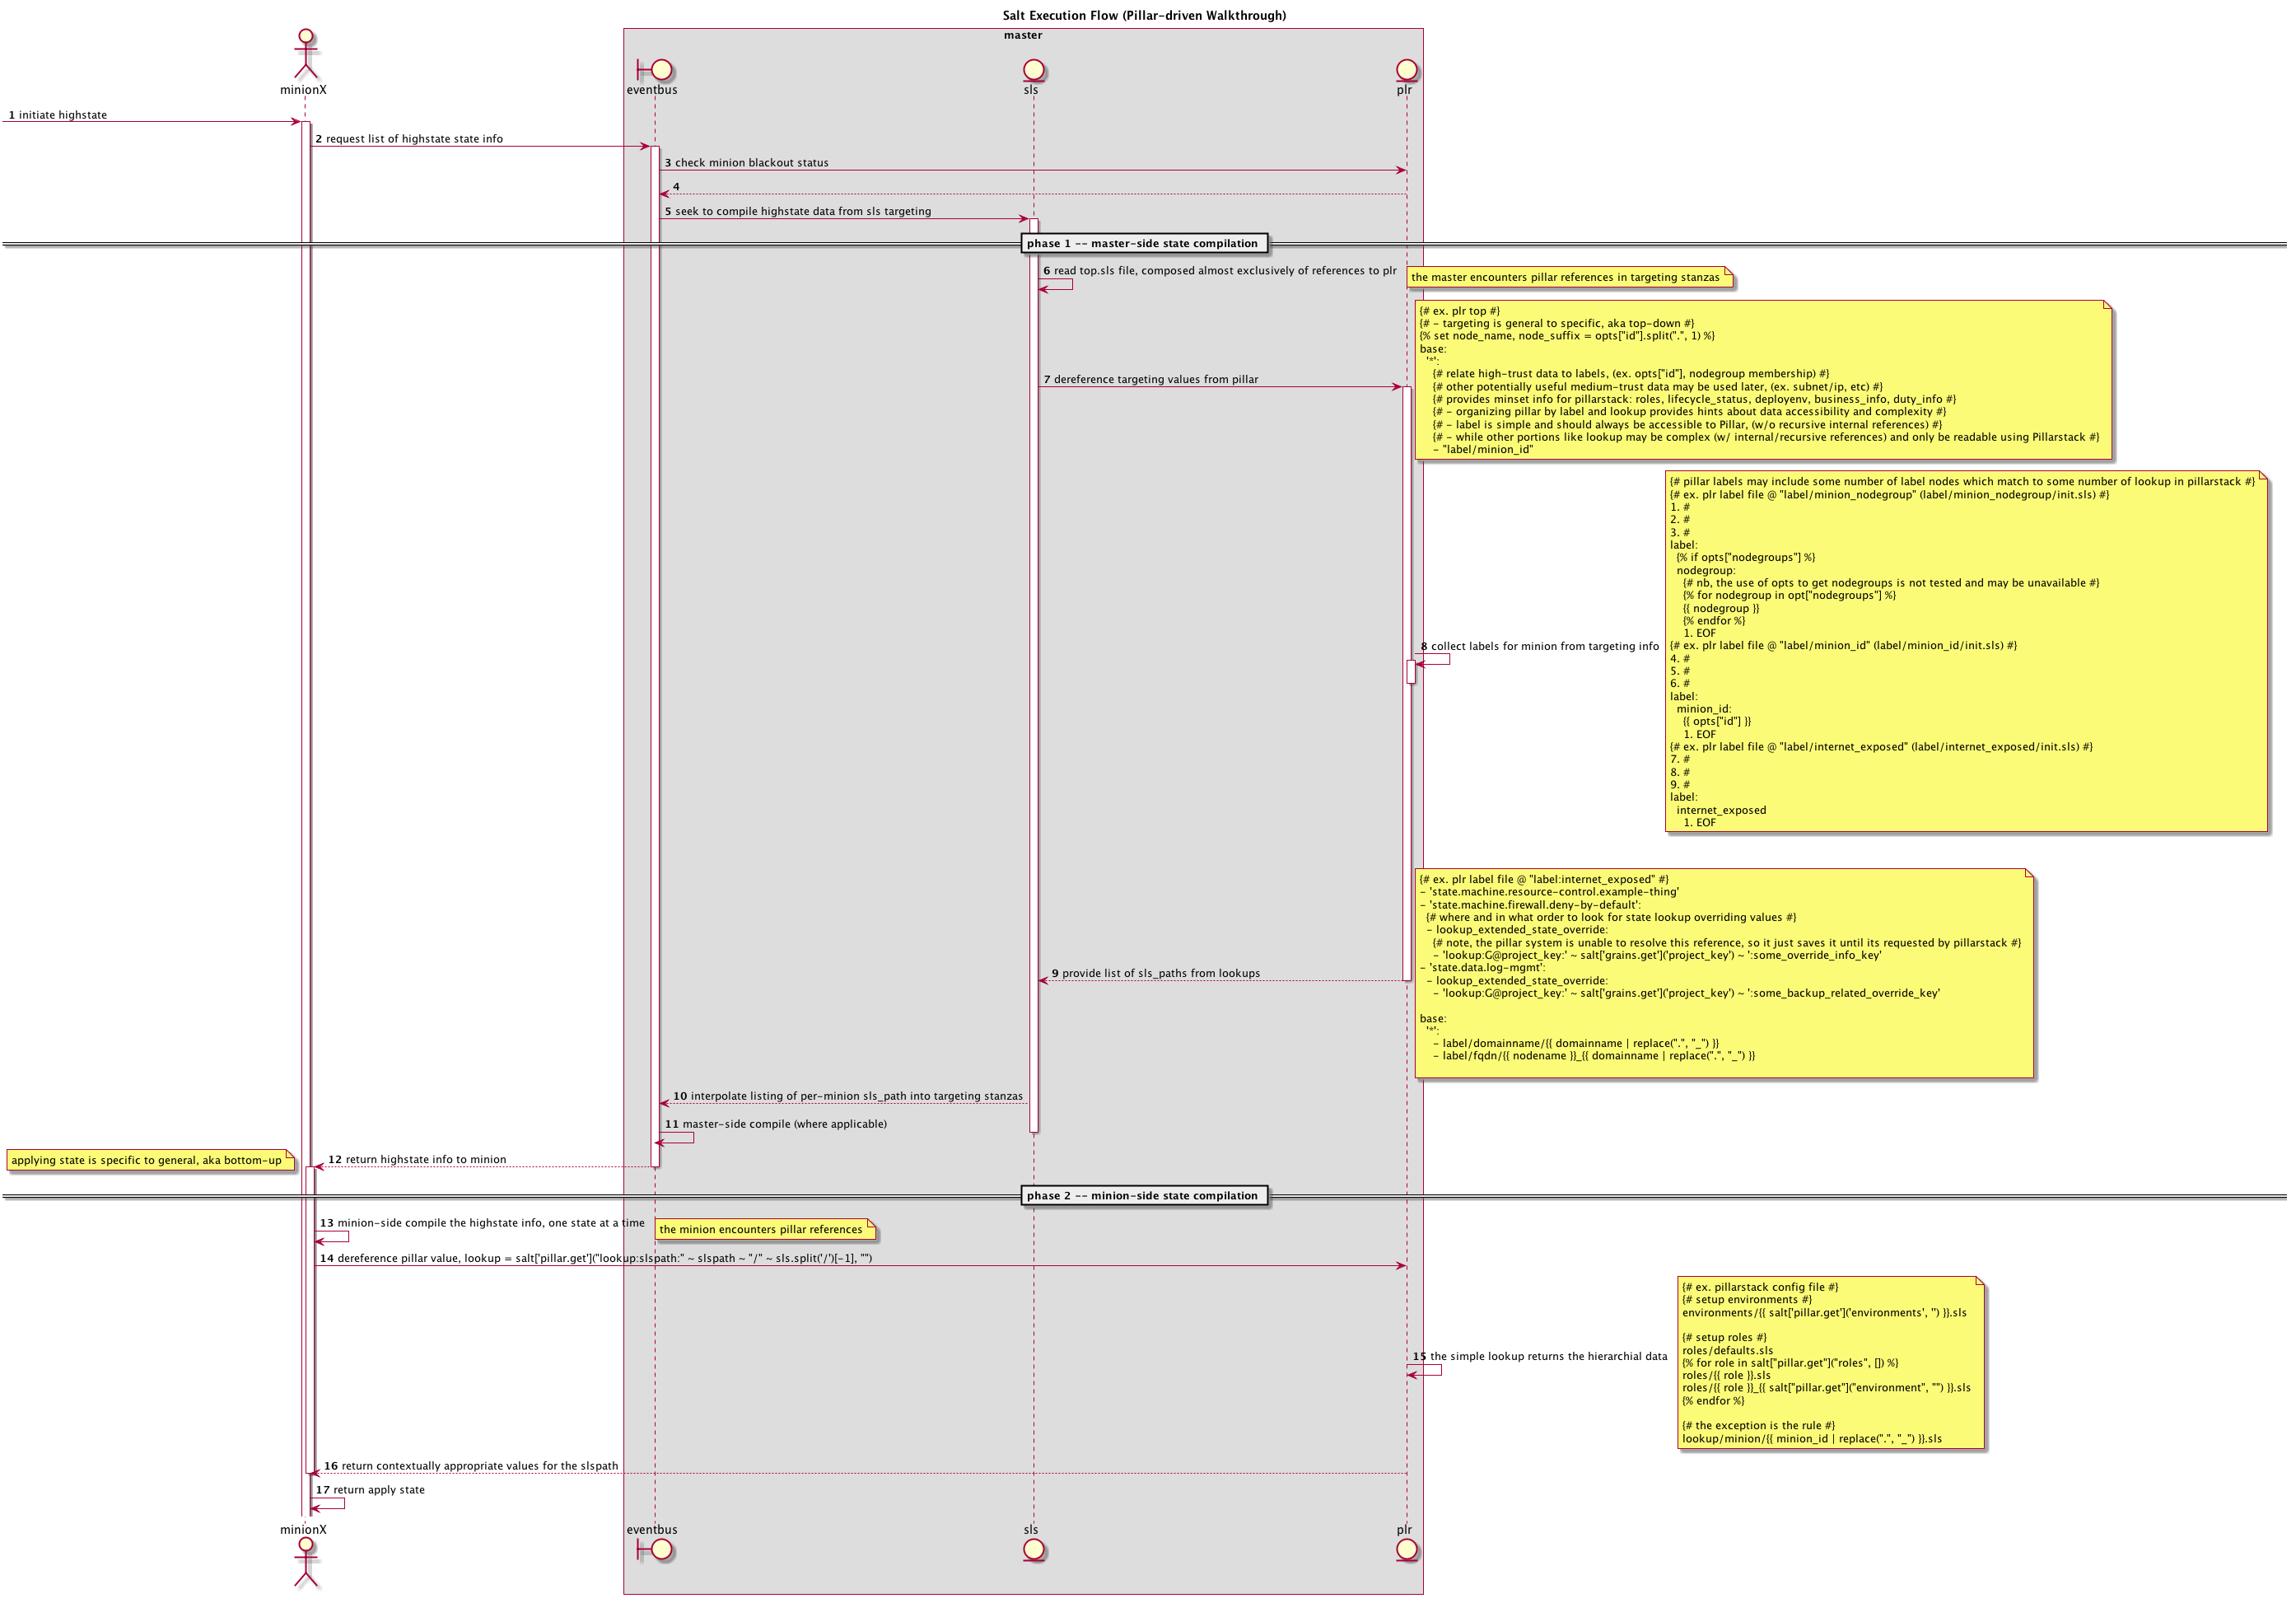 Salt Execution Flow (Pillar-driven Walkthrough)
master
minionX
eventbus
sls
plr
1 initiate highstate
2 request list of highstate state info
3 check minion blackout status
4
5 seek to compile highstate data from sls targeting
phase 1 -- master-side state compilation
6 read top.sls file, composed almost exclusively of references to plr
the master encounters pillar references in targeting stanzas
7 dereference targeting values from pillar
{# ex. plr top #}
{# - targeting is general to specific, aka top-down #}
{% set node_name, node_suffix = opts["id"].split(".", 1) %}
base:
'*':
{# relate high-trust data to labels, (ex. opts["id"], nodegroup membership) #}
{# other potentially useful medium-trust data may be used later, (ex. subnet/ip, etc) #}
{# provides minset info for pillarstack: roles, lifecycle_status, deployenv, business_info, duty_info #}
{# - organizing pillar by label and lookup provides hints about data accessibility and complexity #}
{# - label is simple and should always be accessible to Pillar, (w/o recursive internal references) #}
{# - while other portions like lookup may be complex (w/ internal/recursive references) and only be readable using Pillarstack #}
- "label/minion_id"
8 collect labels for minion from targeting info
{# pillar labels may include some number of label nodes which match to some number of lookup in pillarstack #}
{# ex. plr label file @ "label/minion_nodegroup" (label/minion_nodegroup/init.sls) #}
1. #
2. #
3. #
label:
{% if opts["nodegroups"] %}
nodegroup:
{# nb, the use of opts to get nodegroups is not tested and may be unavailable #}
{% for nodegroup in opt["nodegroups"] %}
{{ nodegroup }}
{% endfor %}
1. EOF
{# ex. plr label file @ "label/minion_id" (label/minion_id/init.sls) #}
4. #
5. #
6. #
label:
minion_id:
{{ opts["id"] }}
1. EOF
{# ex. plr label file @ "label/internet_exposed" (label/internet_exposed/init.sls) #}
7. #
8. #
9. #
label:
internet_exposed
1. EOF
9 provide list of sls_paths from lookups
{# ex. plr label file @ "label:internet_exposed" #}
- 'state.machine.resource-control.example-thing'
- 'state.machine.firewall.deny-by-default':
{# where and in what order to look for state lookup overriding values #}
- lookup_extended_state_override:
{# note, the pillar system is unable to resolve this reference, so it just saves it until its requested by pillarstack #}
- 'lookup:G@project_key:' ~ salt['grains.get']('project_key') ~ ':some_override_info_key'
- 'state.data.log-mgmt':
- lookup_extended_state_override:
- 'lookup:G@project_key:' ~ salt['grains.get']('project_key') ~ ':some_backup_related_override_key'
base:
'*':
- label/domainname/{{ domainname | replace(".", "_") }}
- label/fqdn/{{ nodename }}_{{ domainname | replace(".", "_") }}
10 interpolate listing of per-minion sls_path into targeting stanzas
11 master-side compile (where applicable)
12 return highstate info to minion
applying state is specific to general, aka bottom-up
phase 2 -- minion-side state compilation
13 minion-side compile the highstate info, one state at a time
the minion encounters pillar references
14 dereference pillar value, lookup = salt['pillar.get']("lookup:slspath:" ~ slspath ~ "/" ~ sls.split('/')[-1], "")
15 the simple lookup returns the hierarchial data
{# ex. pillarstack config file #}
{# setup environments #}
environments/{{ salt['pillar.get']('environments', '') }}.sls
{# setup roles #}
roles/defaults.sls
{% for role in salt["pillar.get"]("roles", []) %}
roles/{{ role }}.sls
roles/{{ role }}_{{ salt["pillar.get"]("environment", "") }}.sls
{% endfor %}
{# the exception is the rule #}
lookup/minion/{{ minion_id | replace(".", "_") }}.sls
16 return contextually appropriate values for the slspath
17 return apply state
minionX
eventbus
sls
plr